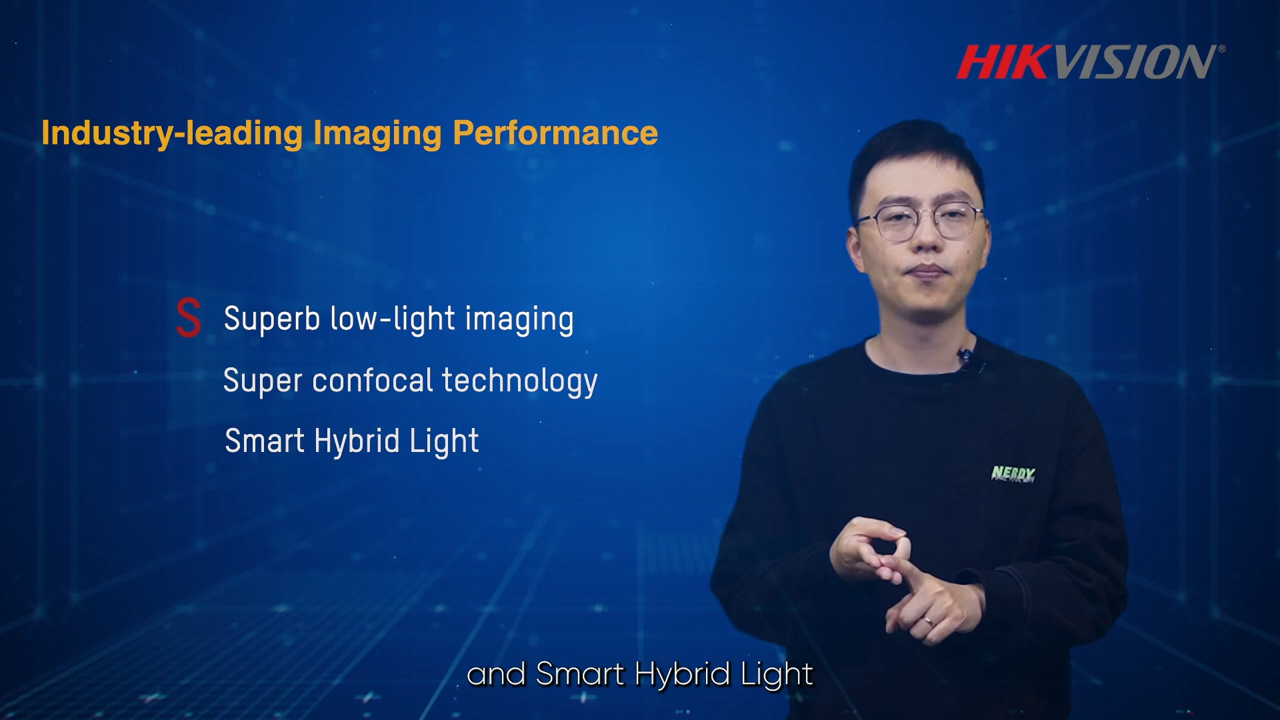 HIKVISION®
Industry-leading Imaging Performance
S Superb low-light imaging
Super confocal technology
Smart Hybrid Light
NERDY
and Smart Hybrid Light